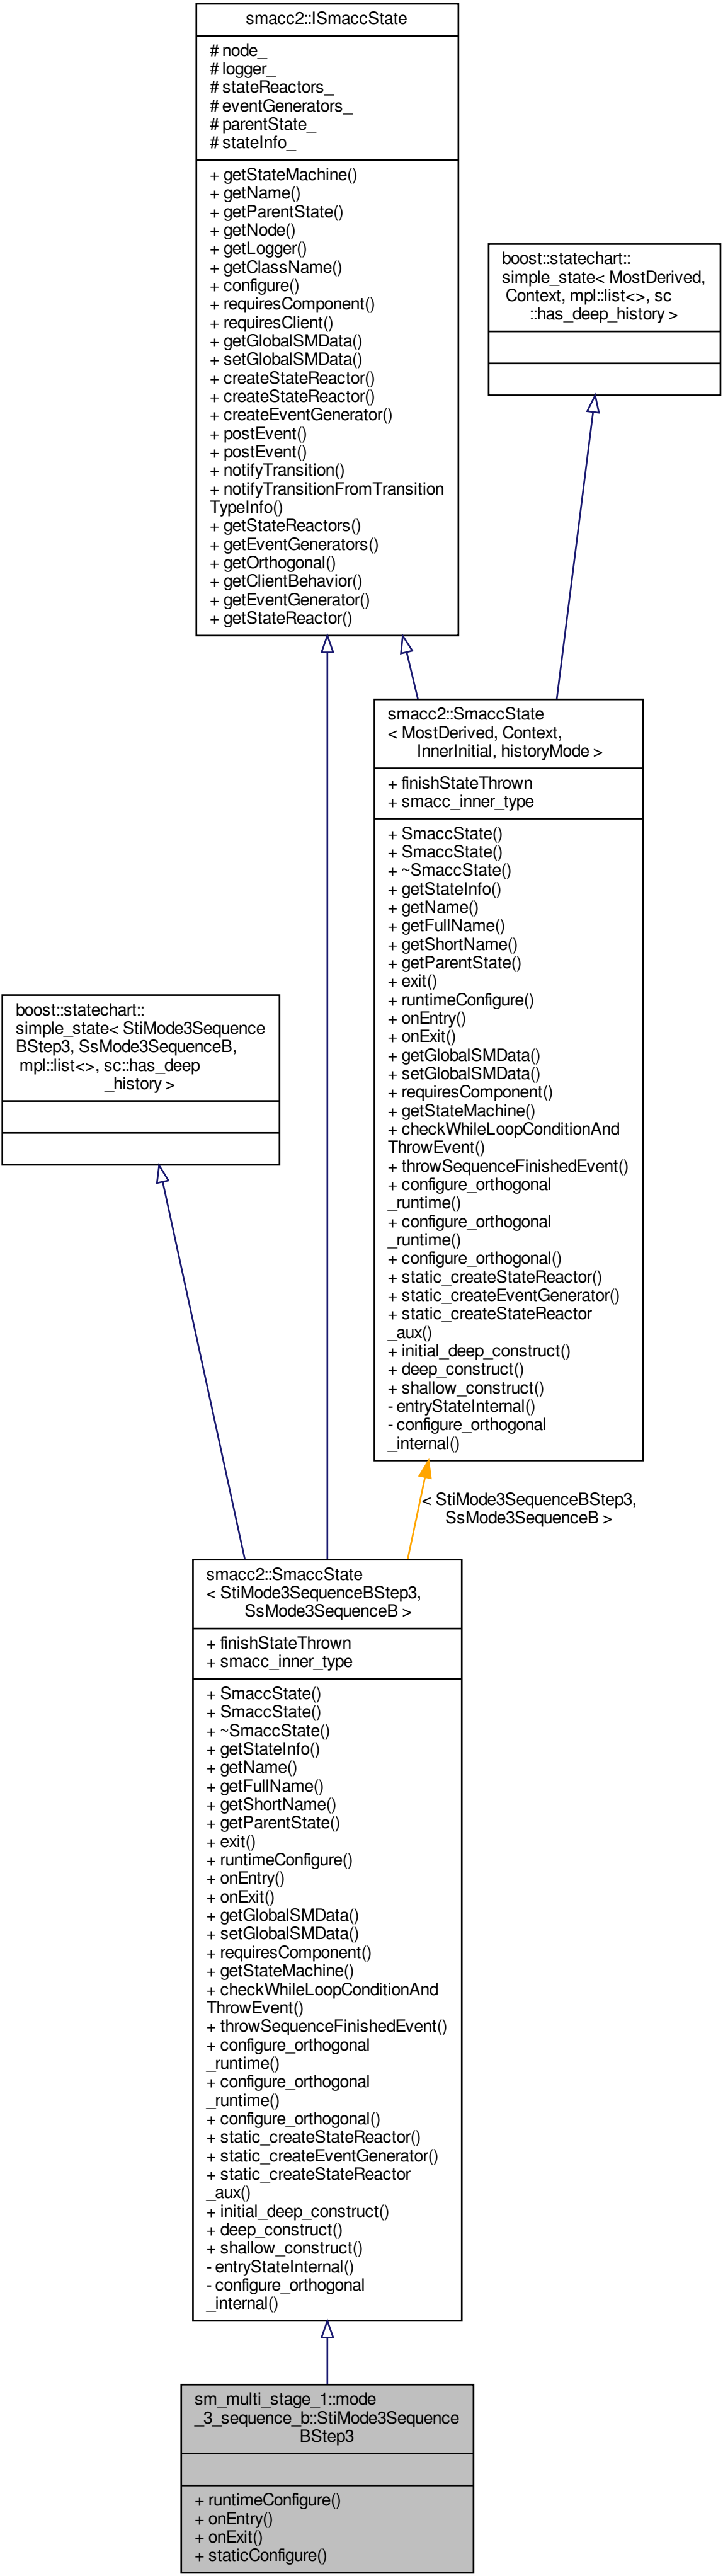 smacc2::ISmaccState
# node_
# logger_
# stateReactors_
# eventGenerators_
# parentState_
# stateInfo_
+ getStateMachine()
+ getName()
+ getParentState()
+ getNode()
+ getLogger()
+ getClassName()
+ configure()
+ requiresComponent()
+ requiresClient()
+ getGlobalSMData()
+ setGlobalSMData()
+ createStateReactor()
+ createStateReactor()
+ createEventGenerator()
+ postEvent()
+ postEvent()
+ notifyTransition()
+ notifyTransitionFromTransition
TypeInfo()
+ getStateReactors()
+ getEventGenerators()
+ getOrthogonal()
+ getClientBehavior()
+ getEventGenerator()
+ getStateReactor()
boost::statechart::
simple_state< MostDerived,
Context, mpl::list<>, sc
::has_deep_history >
smacc2::SmaccState
< MostDerived, Context,
InnerInitial, historyMode >
+ finishStateThrown
+ smacc_inner_type
+ SmaccState()
+ SmaccState()
+ ~SmaccState()
+ getStateInfo()
+ getName()
+ getFullName()
+ getShortName()
+ getParentState()
+ exit()
+ runtimeConfigure()
+ onEntry()
+ onExit()
+ getGlobalSMData()
+ setGlobalSMData()
+ requiresComponent()
+ getStateMachine()
+ checkWhileLoopConditionAnd
ThrowEvent()
+ throwSequenceFinishedEvent()
+ configure_orthogonal
_runtime()
+ configure_orthogonal
_runtime()
+ configure_orthogonal()
+ static_createStateReactor()
+ static_createEventGenerator()
+ static_createStateReactor
_aux()
+ initial_deep_construct()
+ deep_construct()
+ shallow_construct()
- entryStateInternal()
- configure_orthogonal
_internal()
boost::statechart::
simple_state< StiMode3Sequence
BStep3, SsMode3SequenceB,
mpl::list<>, sc::has_deep
_history >
< StiMode3SequenceBStep3,
SsMode3SequenceB >
smacc2::SmaccState
< StiMode3SequenceBStep3,
SsMode3SequenceB >
+ finishStateThrown
+ smacc_inner_type
+ SmaccState()
+ SmaccState()
+ ~SmaccState()
+ getStateInfo()
+ getName()
+ getFullName()
+ getShortName()
+ getParentState()
+ exit()
+ runtimeConfigure()
+ onEntry()
+ onExit()
+ getGlobalSMData()
+ setGlobalSMData()
+ requiresComponent()
+ getStateMachine()
+ checkWhileLoopConditionAnd
ThrowEvent()
+ throwSequenceFinishedEvent()
+ configure_orthogonal
_runtime()
+ configure_orthogonal
_runtime()
+ configure_orthogonal()
+ static_createStateReactor()
+ static_createEventGenerator()
+ static_createStateReactor
_aux()
+ initial_deep_construct()
+ deep_construct()
+ shallow_construct()
- entryStateInternal()
- configure_orthogonal
_internal()
sm_multi_stage_1::mode
_3_sequence_b::StiMode3Sequence
BStep3
+ runtimeConfigure()
+ onEntry()
+ onExit()
+ staticConfigure()